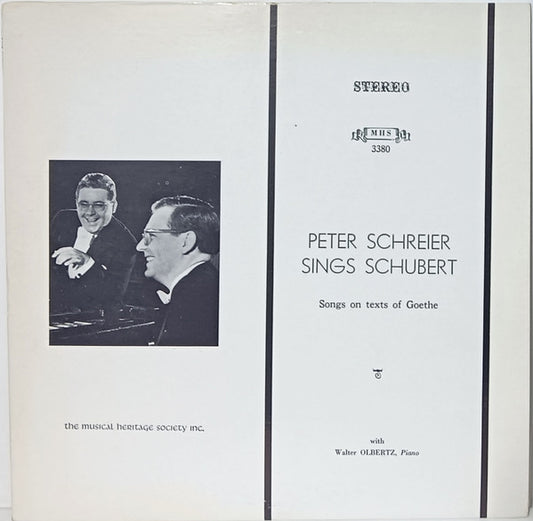 STEREO
MHS
3380
PETER SCHREIER
SINGS SCHUBERT
Songs on texts of Goethe
with
Walter OLBERTZ, Piano
the musical heritage society inc.